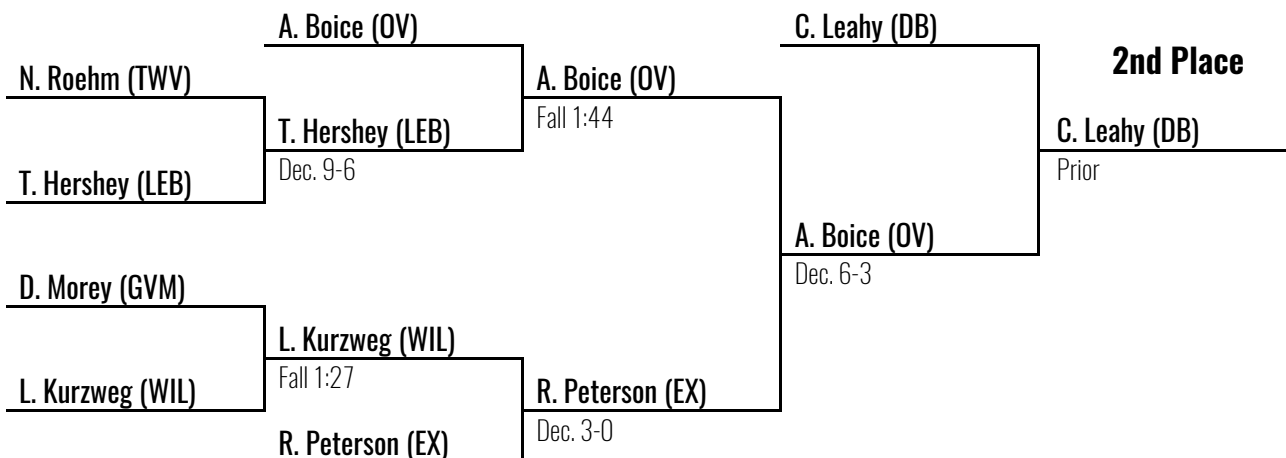 A. Boice (OV)
C. Leahy (DB)
2nd Place
N. Roehm (TWV)
A. Boice (OV)
Fall 1:44
T. Hershey (LEB)
Dec. 9-6
C. Leahy (DB)
Prior
T. Hershey (LEB)
A. Boice (OV)
Dec. 6-3
D. Morey (GVM)
L. Kurzweg (WIL)
Fall 1:27
L. Kurzweg (WIL)
R. Peterson (EX)
Dec. 3-0
R. Peterson (EX)